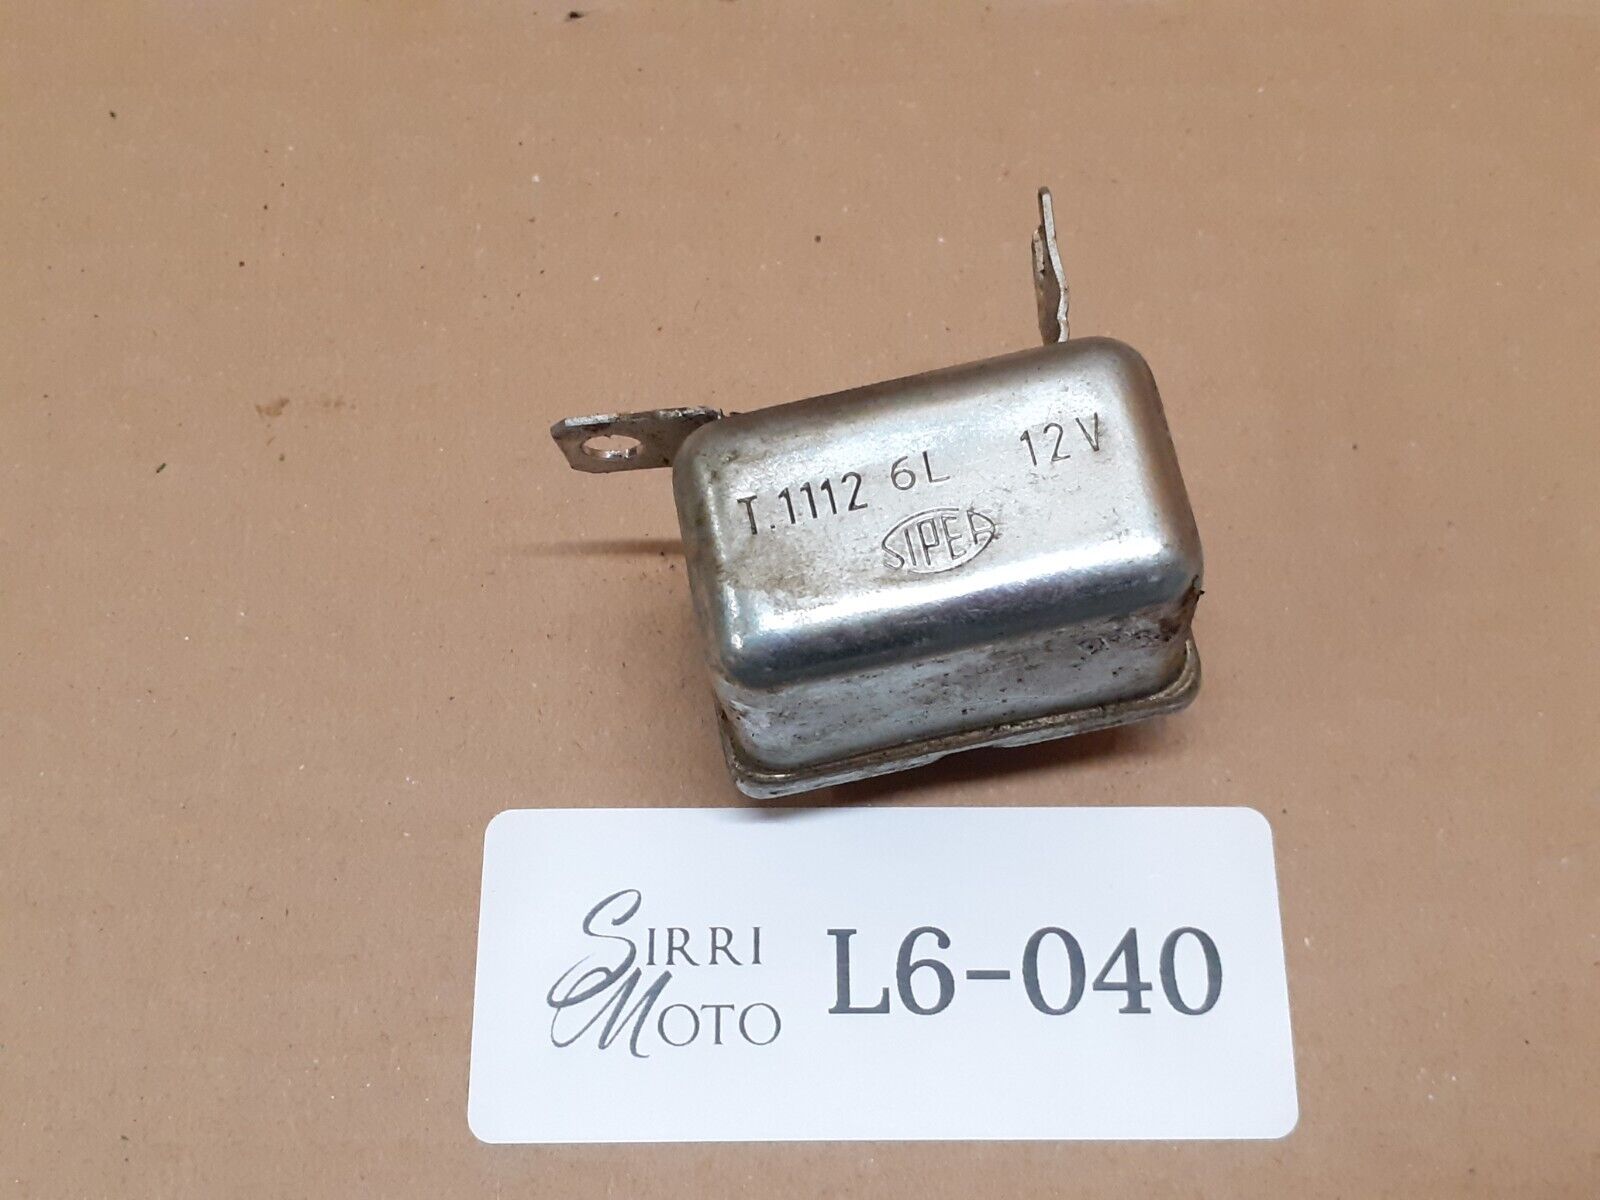 T.1112 6L 12V
SIPEA
SIRRI
MOTO
L6-040